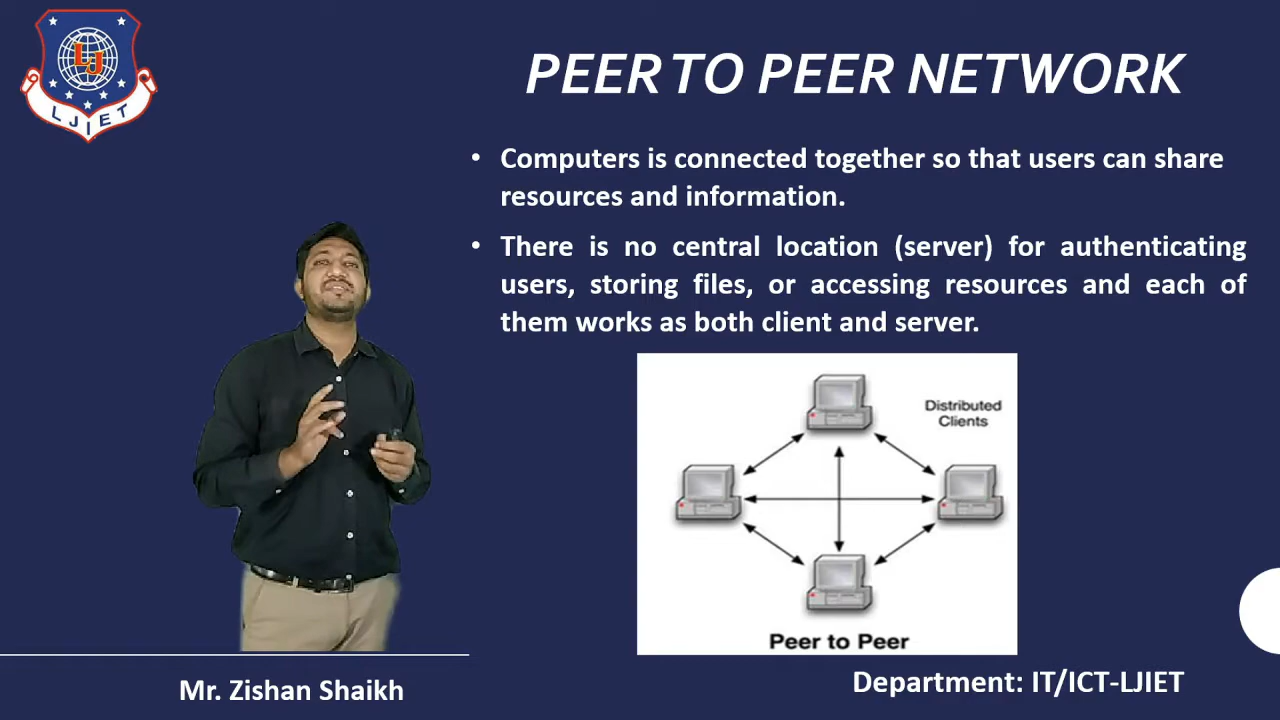 LJ
LJIET
PEER TO PEER NETWORK
• Computers is connected together so that users can share
resources and information.
• There is no central location (server) for authenticating
users, storing files, or accessing resources and each of
them works as both client and server.
Distributed
Clients
Peer to Peer
Mr. Zishan Shaikh
Department: IT/ICT-LJIET